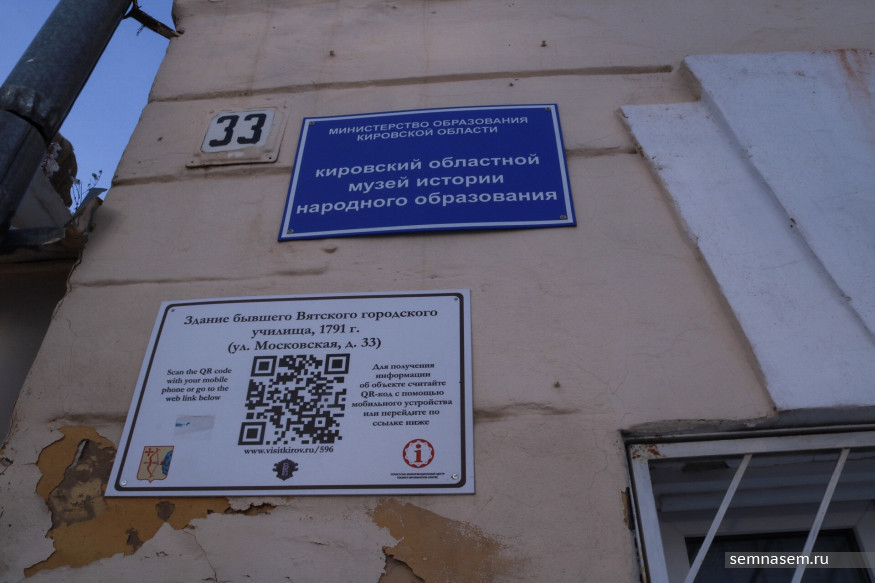 33
МИНИСТЕРСТВО ОБРАЗОВАНИЯ
КИРОВСКОЙ ОБЛАСТИ
КИРОВСКИЙ ОБЛАСТНОЙ
МУЗЕЙ ИСТОРИИ
НАРОДНОГО ОБРАЗОВАНИЯ
Здание бывшего Вятского городского
училища, 1791 г.
(ул. Московская, д. 33)
Scan the QR code
with your mobile
phone or go to the
web link below
Для получения
информации
об объекте считайте
QR-код с помощью
мобильного устройства
или перейдите по
ссылке ниже
www.visitkirov.ru/596
semnasem.ru